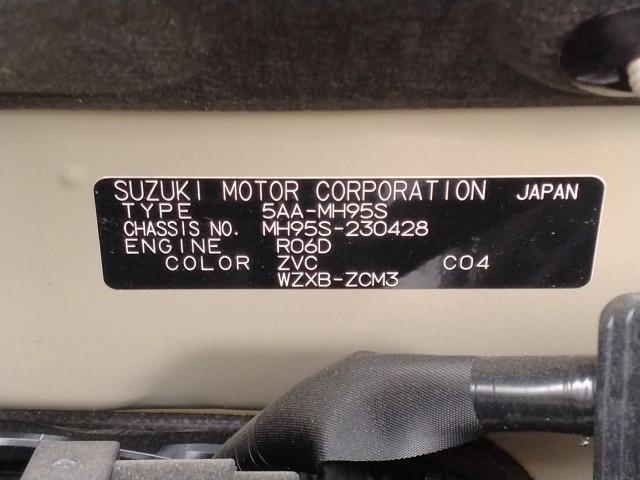 SUZUKI MOTOR CORPORATION JAPAN
TYPE 5AA-MH95S
CHASSIS NO. MH95S-230428
ENGINE R06D
COLOR ZVC C04
WZXB-ZCM3